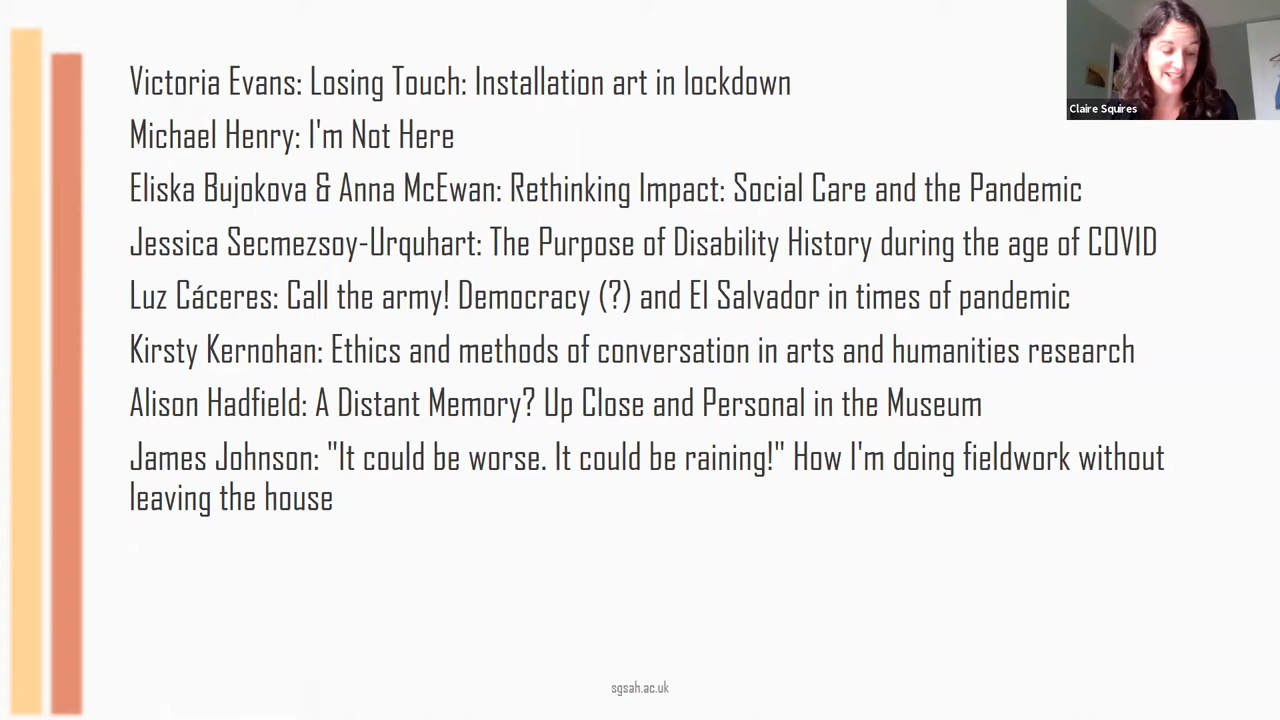 Victoria Evans: Losing Touch: Installation art in lockdown
Michael Henry: I'm Not Here
Eliska Bujokova & Anna McEwan: Rethinking Impact: Social Care and the Pandemic
Jessica Secmezsoy-Urquhart: The Purpose of Disability History during the age of COVID
Luz Cáceres: Call the army! Democracy (?) and El Salvador in times of pandemic
Kirsty Kernohan: Ethics and methods of conversation in arts and humanities research
Alison Hadfield: A Distant Memory? Up Close and Personal in the Museum
James Johnson: "It could be worse. It could be raining!" How I'm doing fieldwork without
leaving the house
sgsah.ac.uk
Claire Squires